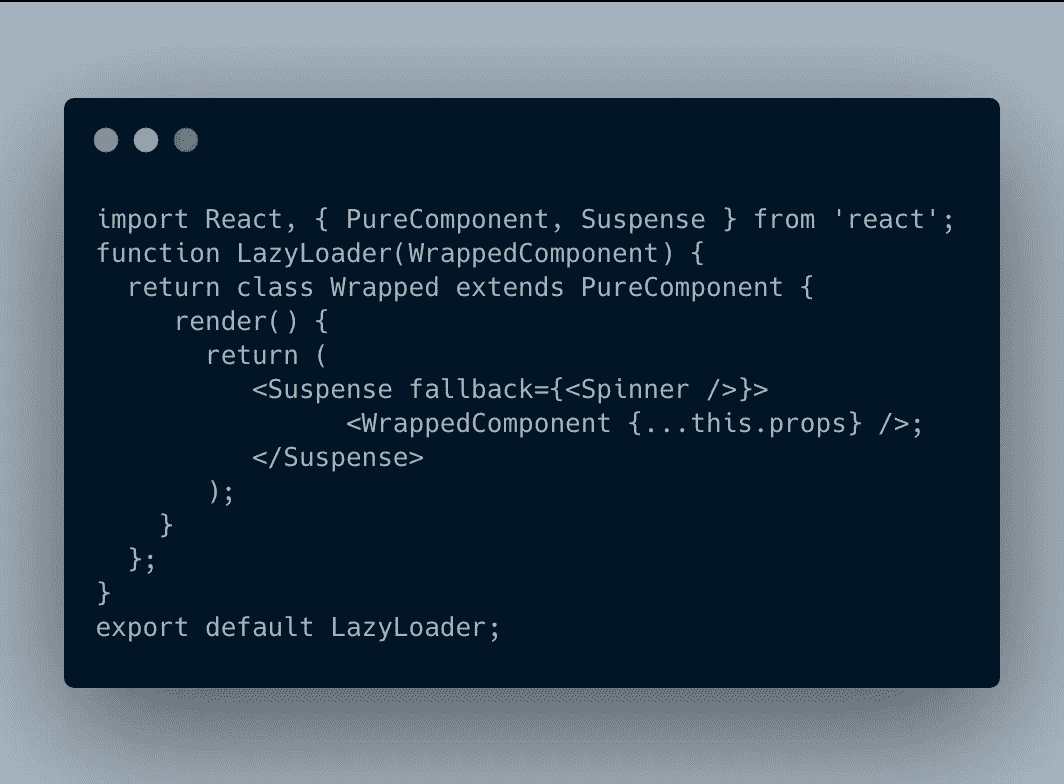 import React, { PureComponent, Suspense } from 'react';
function LazyLoader(WrappedComponent) {
  return class Wrapped extends PureComponent {
     render() {
       return (
          <Suspense fallback={<Spinner />}>
                <WrappedComponent {...this.props} />;
          </Suspense>
       );
    }
  };
}
export default LazyLoader;